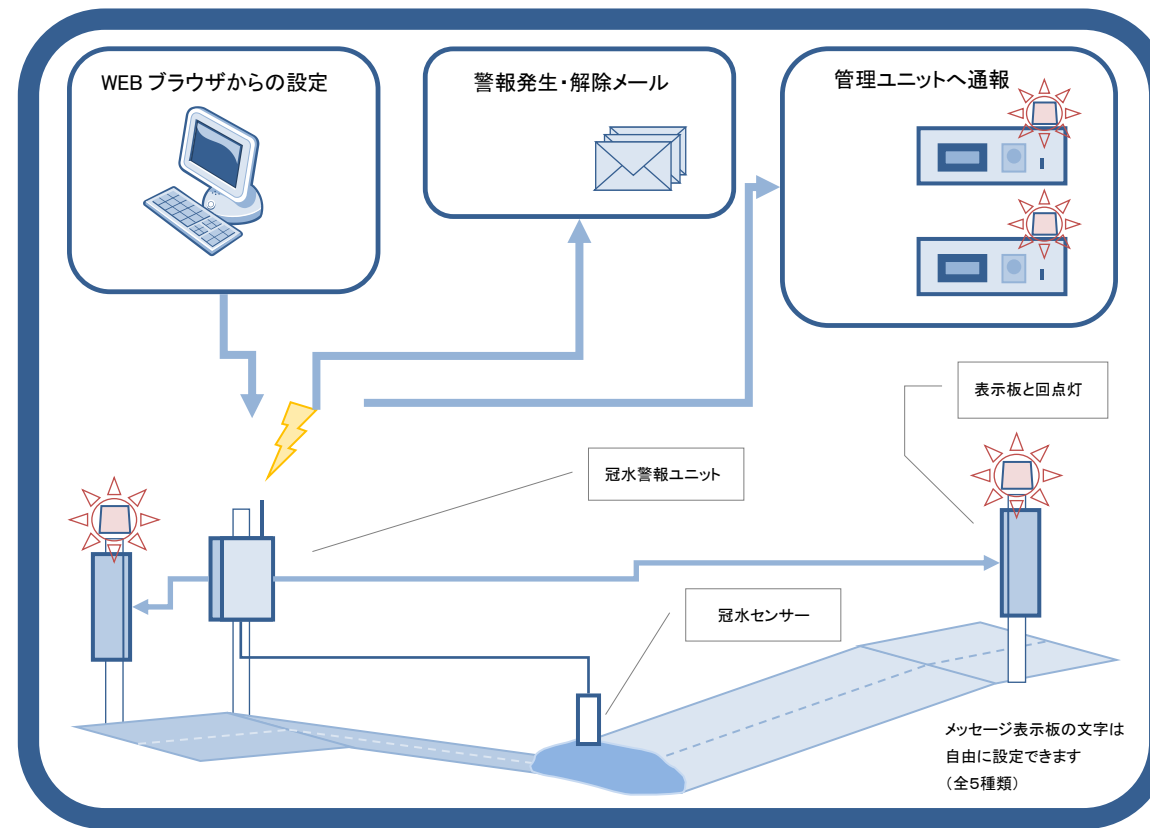 WEB ブラウザからの設定
警報発生・解除メール
管理ユニットへ通報
表示板と回点灯
冠水警報ユニット
冠水センサー
メッセージ表示板の文字は
自由に設定できます
（全５種類）